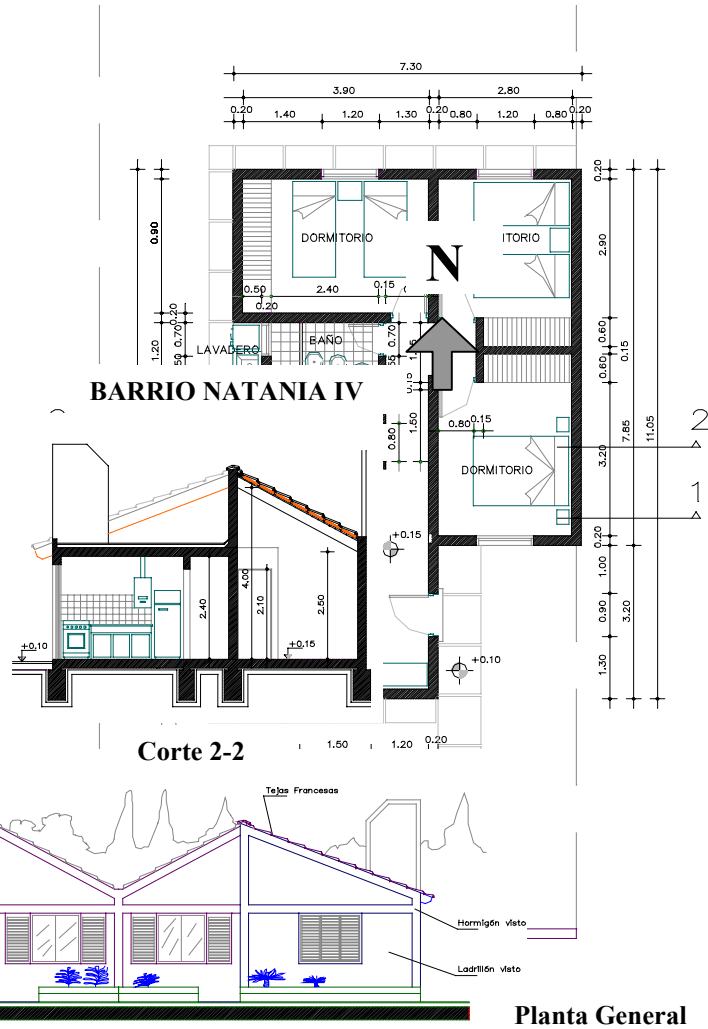 7.30
3.90 2.80
0.20 1.40 1.20 1.30 0.20 0.80 1.20 0.80 0.20
0.20
0.90
2.90
DORMITORIO
ITORIO
N
0.50 2.40 0.15
0.20
0.20
0.70
1.20
LAVADERO
BAÑO
0.70
0.60
0.15
0.60
BARRIO NATANIA IV
0.15
1.50
0.80
0.80 0.15
DORMITORIO
3.20
7.85
11.05
2
1
+0.15
0.20
1.00
0.90
3.20
1.30
2.40
4.00
2.10
2.50
+0.10
+0.15
+0.10
Corte 2-2
1.50 1.20 0.20
Tejas Francesas
Hormigón visto
Ladrillón visto
Planta General